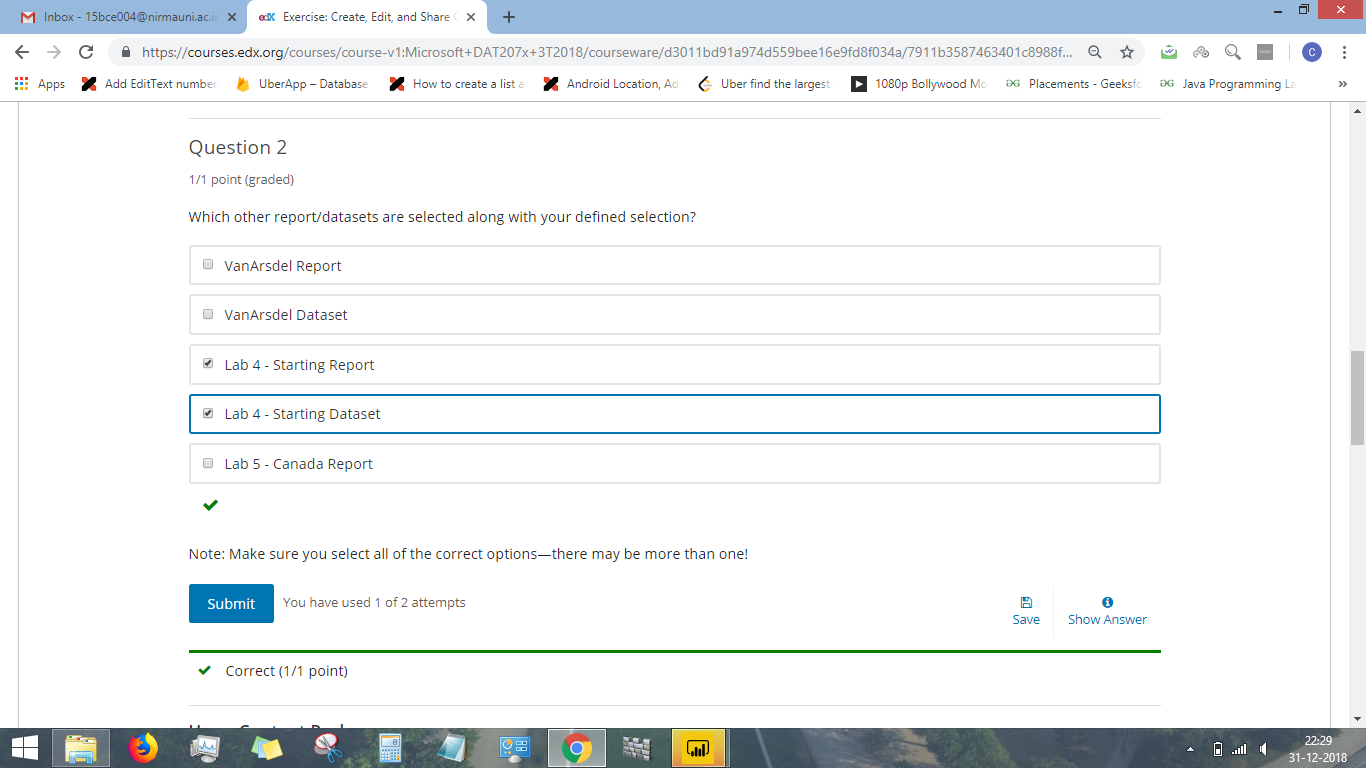 Inbox - 15bce004@nirmauni.ac.i
edX Exercise: Create, Edit, and Share
https://courses.edx.org/courses/course-v1:Microsoft+DAT207x+3T2018/courseware/d3011bd91a974d559bee16e9fd8f034a/7911b3587463401c8988f...
C
Apps
Add EditText number
UberApp – Database
How to create a list a
Android Location, Ad
Uber find the largest
1080p Bollywood Mo
Placements - Geeksfo
Java Programming La
»
Question 2
1/1 point (graded)
Which other report/datasets are selected along with your defined selection?
VanArsdel Report
VanArsdel Dataset
Lab 4 - Starting Report
Lab 4 - Starting Dataset
Lab 5 - Canada Report
Note: Make sure you select all of the correct options—there may be more than one!
Submit
You have used 1 of 2 attempts
Save
Show Answer
Correct (1/1 point)
22:29
31-12-2018